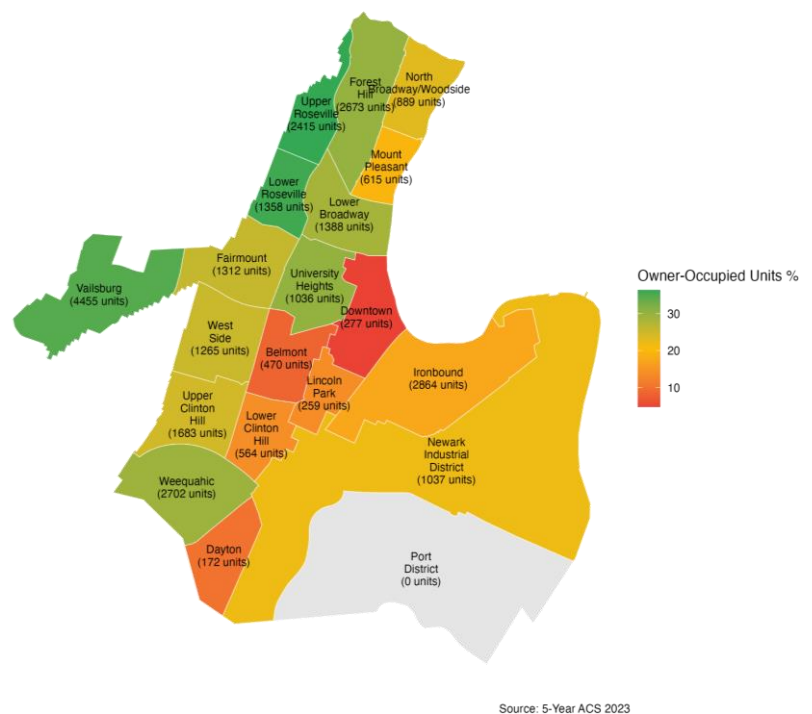 Forest
Hill
(2673 units)
North
Broadway/Woodside
(889 units)
Upper
Roseville
(2415 units)
Mount
Pleasant
(615 units)
Lower
Roseville
(1358 units)
Lower
Broadway
(1388 units)
Fairmount
(1312 units)
University
Heights
(1036 units)
Vailsburg
(4455 units)
Downtown
(277 units)
West
Side
(1265 units)
Belmont
(470 units)
Lincoln
Park
(259 units)
Ironbound
(2864 units)
Upper
Clinton
Hill
(1683 units)
Lower
Clinton
Hill
(564 units)
Newark
Industrial
District
(1037 units)
Weequahic
(2702 units)
Dayton
(172 units)
Port
District
(0 units)
Owner-Occupied Units %
30
20
10
Source: 5-Year ACS 2023